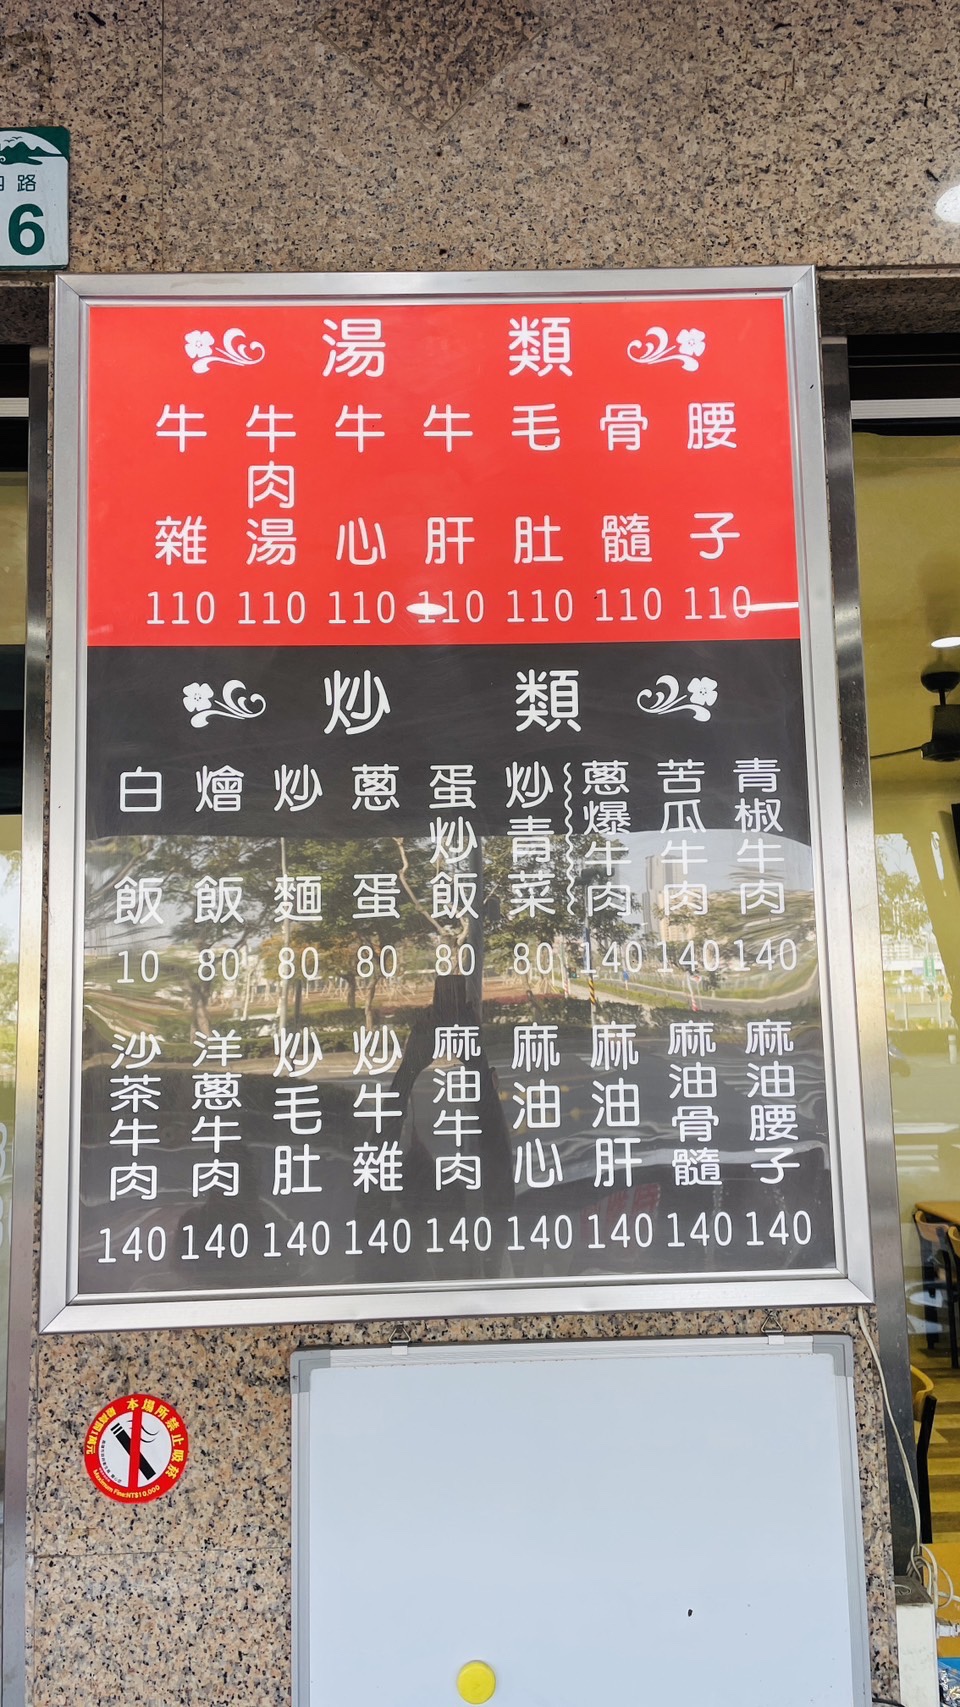 路
6
湯類
牛雜 110
牛肉湯 110
牛心 110
牛肝 110
毛肚 110
骨髓 110
腰子 110
炒類
白飯 10
燴飯 80
炒麵 80
蔥蛋 80
蛋炒飯 80
炒青菜 80
蔥爆牛肉 140
苦瓜牛肉 140
青椒牛肉 140
沙茶牛肉 140
洋蔥牛肉 140
炒毛肚 140
炒牛雜 140
麻油牛肉 140
麻油心 140
麻油肝 140
麻油骨髓 140
麻油腰子 140
本場所禁止吸菸
Maximum Fine:NT$10,000